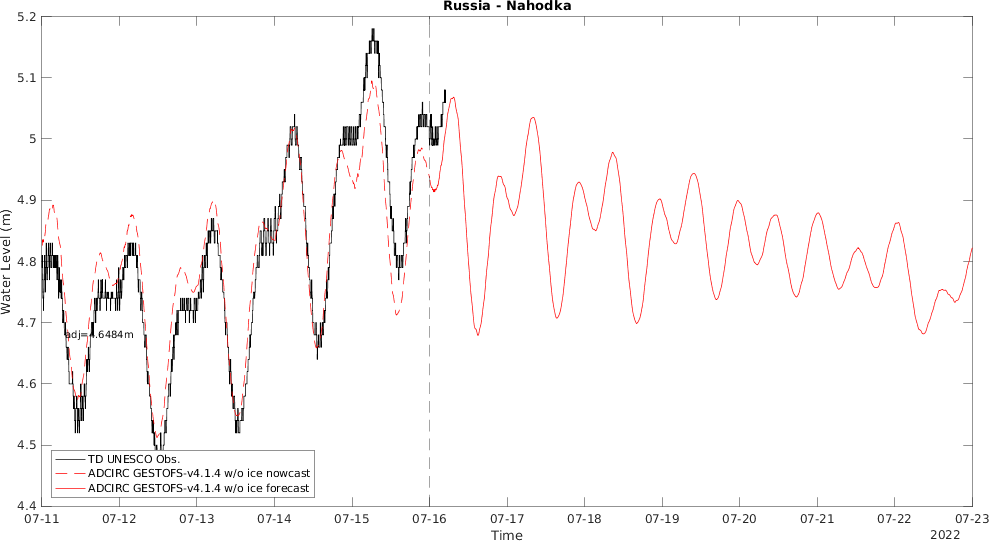 Russia - Nahodka
5.2
5.1
5
4.9
4.8
4.7
4.6
4.5
4.4
Water Level (m)
adj=4.6484m
TD UNESCO Obs.
ADCIRC GESTOFS-v4.1.4 w/o ice nowcast
ADCIRC GESTOFS-v4.1.4 w/o ice forecast
07-11 07-12 07-13 07-14 07-15 07-16 07-17 07-18 07-19 07-20 07-21 07-22 07-23
Time
2022